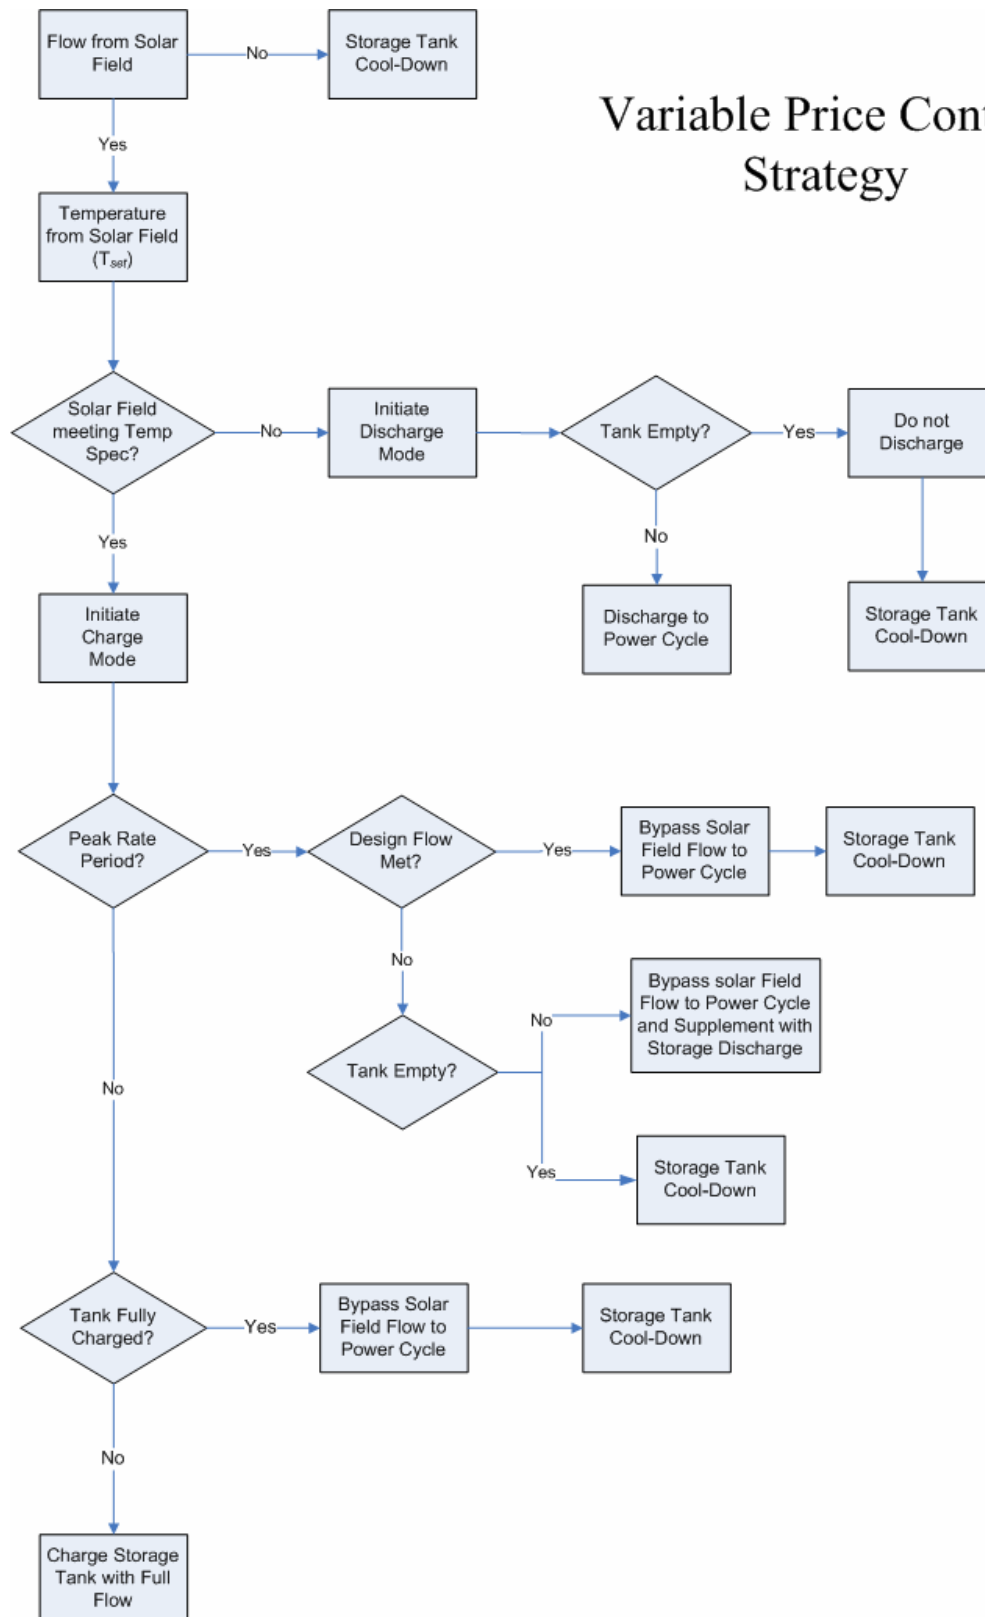 Flow from Solar
Field
No
Storage Tank
Cool-Down
Variable Price Cont
Strategy
Yes
Temperature
from Solar Field
(Tset)
Solar Field
meeting Temp
Spec?
No
Initiate
Discharge
Mode
Tank Empty?
Yes
Do not
Discharge
Yes
No
Initiate
Charge
Mode
Discharge to
Power Cycle
Storage Tank
Cool-Down
Peak Rate
Period?
Yes
Design Flow
Met?
Yes
Bypass Solar
Field Flow to
Power Cycle
Storage Tank
Cool-Down
No
Bypass solar Field
Flow to Power Cycle
and Supplement with
Storage Discharge
No
Tank Empty?
No
Yes
Storage Tank
Cool-Down
Tank Fully
Charged?
Yes
Bypass Solar
Field Flow to
Power Cycle
Storage Tank
Cool-Down
No
Charge Storage
Tank with Full
Flow